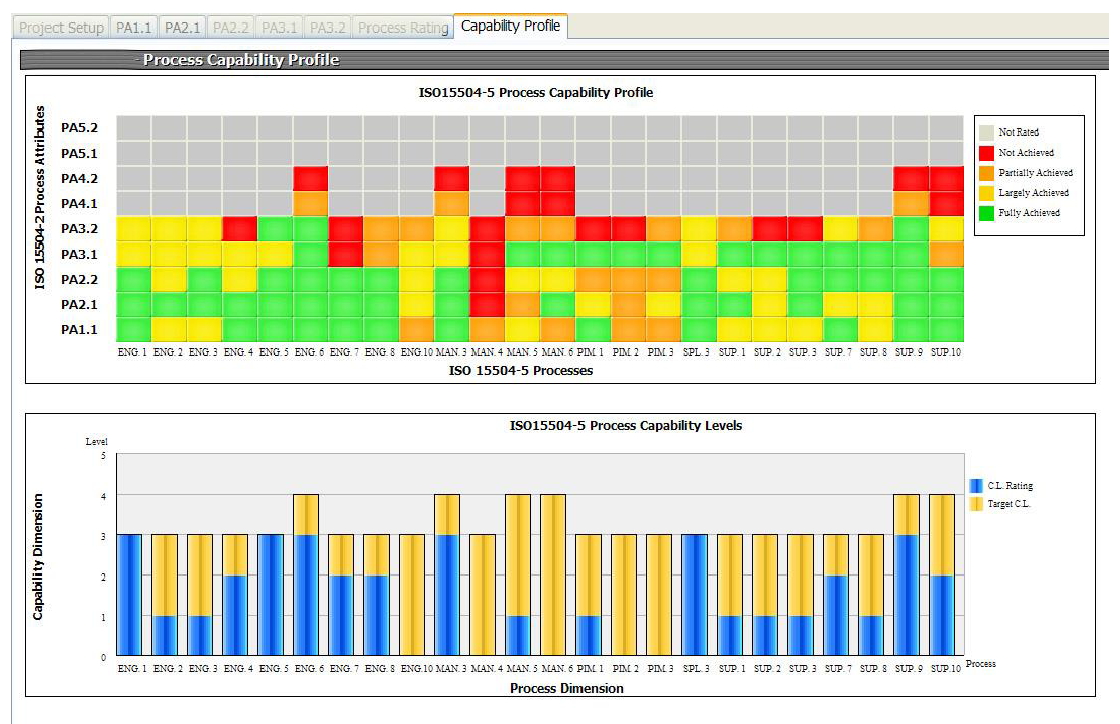 Project Setup PA1.1 PA2.1 PA2.2 PA3.1 PA3.2 Process Rating Capability Profile
- Process Capability Profile
ISO15504-5 Process Capability Profile
ISO 15504-2 Process Attributes
PA5.2
PA5.1
PA4.2
PA4.1
PA3.2
PA3.1
PA2.2
PA2.1
PA1.1
ENG. 1 ENG. 2 ENG. 3 ENG. 4 ENG. 5 ENG. 6 ENG. 7 ENG. 8 ENG.10 MAN. 3 MAN. 4 MAN. 5 MAN. 6 PIM. 1 PIM. 2 PIM. 3 SPL. 3 SUP. 1 SUP. 2 SUP. 3 SUP. 7 SUP. 8 SUP. 9 SUP.10
ISO 15504-5 Processes
Not Rated
Not Achieved
Partially Achieved
Largely Achieved
Fully Achieved
ISO15504-5 Process Capability Levels
Level
Capability Dimension
5
4
3
2
1
0
ENG. 1 ENG. 2 ENG. 3 ENG. 4 ENG. 5 ENG. 6 ENG. 7 ENG. 8 ENG.10 MAN. 3 MAN. 4 MAN. 5 MAN. 6 PIM. 1 PIM. 2 PIM. 3 SPL. 3 SUP. 1 SUP. 2 SUP. 3 SUP. 7 SUP. 8 SUP. 9 SUP.10
Process
Process Dimension
C.L. Rating
Target C.L.